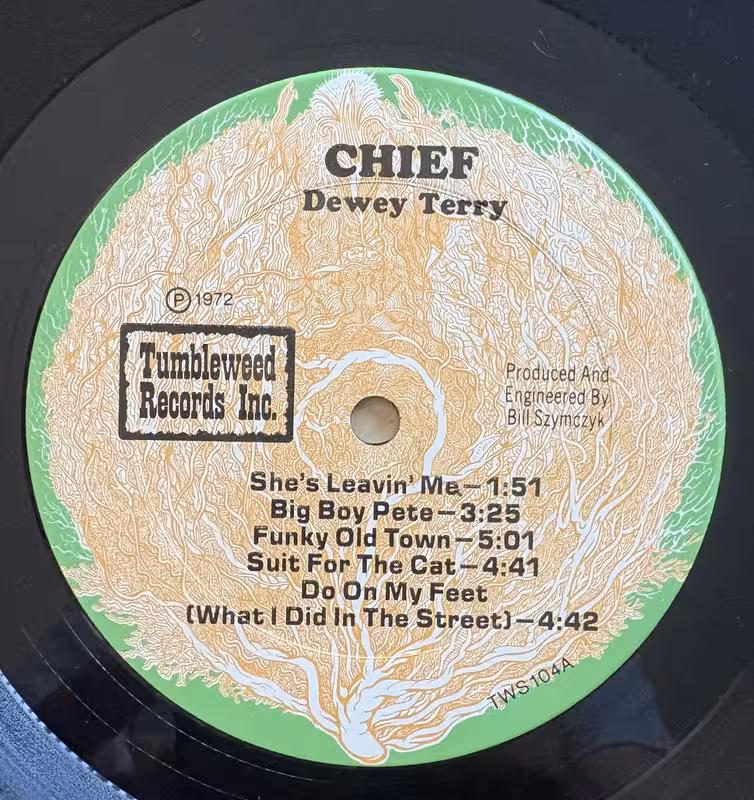 CHIEF
Dewey Terry
Ⓟ 1972
Tumbleweed
Records Inc.
Produced And
Engineered By
Bill Szymczyk
She's Leavin' Me—1:51
Big Boy Pete—3:25
Funky Old Town—5:01
Suit For The Cat—4:41
Do On My Feet
(What I Did In The Street)—4:42
TWS104A